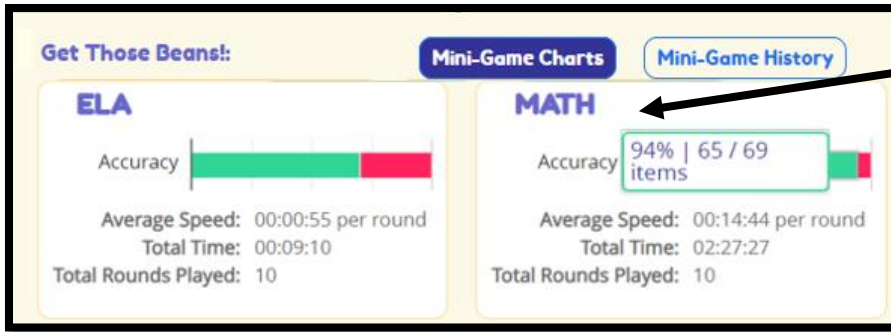 Get Those Beans!:
Mini-Game Charts
Mini-Game History
ELA
Accuracy
Average Speed: 00:00:55 per round
Total Time: 00:09:10
Total Rounds Played: 10
MATH
Accuracy
94% | 65 / 69
items
Average Speed: 00:14:44 per round
Total Time: 02:27:27
Total Rounds Played: 10